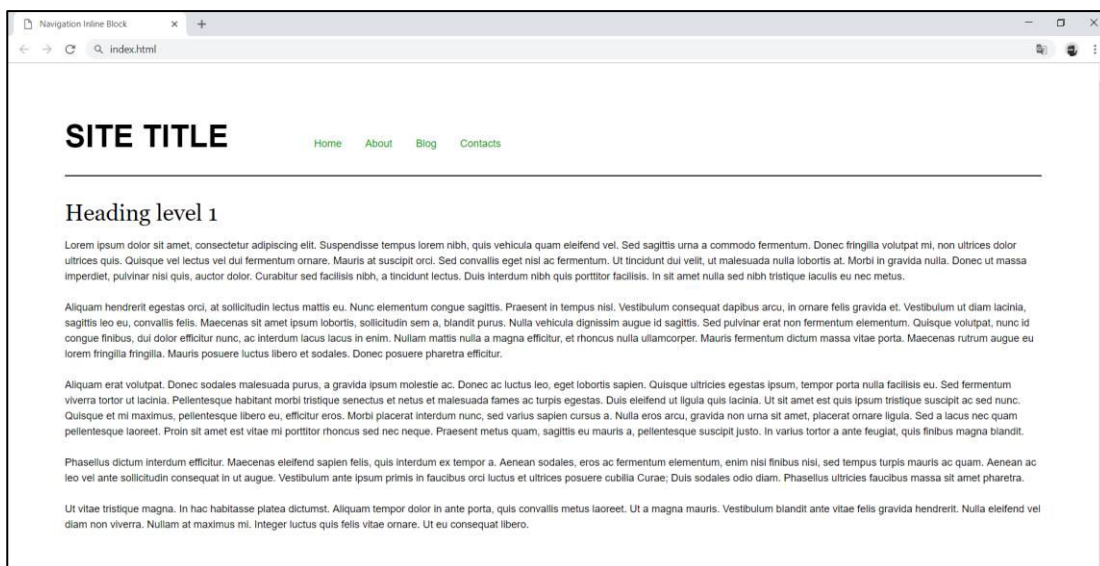 Navigation Inline Block
index.html
SITE TITLE
Home About Blog Contacts
Heading level 1
Lorem ipsum dolor sit amet, consectetur adipiscing elit. Suspendisse tempus lorem nibh, quis vehicula quam eleifend vel. Sed sagittis urna a commodo fermentum. Donec fringilla volutpat mi, non ultrices dolor
ultrices quis. Quisque vel lectus vel dui fermentum ornare. Mauris at suscipit orci. Sed convallis eget nisl ac fermentum. Ut tincidunt dui velit, ut malesuada nulla lobortis at. Morbi in gravida nulla. Donec ut massa
imperdiet, pulvinar nisi quis, auctor dolor. Curabitur sed facilisis nibh, a tincidunt lectus. Duis interdum nibh quis porttitor facilisis. In sit amet nulla sed nibh tristique iaculis eu nec metus.
Aliquam hendrerit egestas orci, at sollicitudin lectus mattis eu. Nunc elementum congue sagittis. Praesent in tempus nisl. Vestibulum consequat dapibus arcu, in ornare felis gravida et. Vestibulum ut diam lacinia,
sagittis leo eu, convallis felis. Maecenas sit amet ipsum lobortis, sollicitudin sem a, blandit purus. Nulla vehicula dignissim augue id sagittis. Sed pulvinar erat non fermentum elementum. Quisque volutpat, nunc id
congue finibus, dui dolor efficitur nunc, ac interdum lacus lacus in enim. Nullam mattis nulla a magna efficitur, et rhoncus nulla ullamcorper. Mauris fermentum dictum massa vitae porta. Maecenas rutrum augue eu
lorem fringilla fringilla. Mauris posuere luctus libero et sodales. Donec posuere pharetra efficitur.
Aliquam erat volutpat. Donec sodales malesuada purus, a gravida ipsum molestie ac. Donec ac luctus leo, eget lobortis sapien. Quisque ultricies egestas ipsum, tempor porta nulla facilisis eu. Sed fermentum
viverra tortor ut lacinia. Pellentesque habitant morbi tristique senectus et netus et malesuada fames ac turpis egestas. Duis eleifend ut ligula quis lacinia. Ut sit amet est quis ipsum tristique suscipit ac sed nunc.
Quisque et mi maximus, pellentesque libero eu, efficitur eros. Morbi placerat interdum nunc, sed varius sapien cursus a. Nulla eros arcu, gravida non urna sit amet, placerat ornare ligula. Sed a lacus nec quam
pellentesque laoreet. Proin sit amet est vitae mi porttitor rhoncus sed nec neque. Praesent metus quam, sagittis eu mauris a, pellentesque suscipit justo. In varius tortor a ante feugiat, quis finibus magna blandit.
Phasellus dictum interdum efficitur. Maecenas eleifend sapien felis, quis interdum ex tempor a. Aenean sodales, eros ac fermentum elementum, enim nisi finibus nisi, sed tempus turpis mauris ac quam. Aenean ac
leo vel ante sollicitudin consequat in ut augue. Vestibulum ante ipsum primis in faucibus orci luctus et ultrices posuere cubilia Curae; Duis sodales odio diam. Phasellus ultricies faucibus massa sit amet pharetra.
Ut vitae tristique magna. In hac habitasse platea dictumst. Aliquam tempor dolor in ante porta, quis convallis metus laoreet. Ut a magna mauris. Vestibulum blandit ante vitae felis gravida hendrerit. Nulla eleifend vel
diam non viverra. Nullam at maximus mi. Integer luctus quis felis vitae ornare. Ut eu consequat libero.